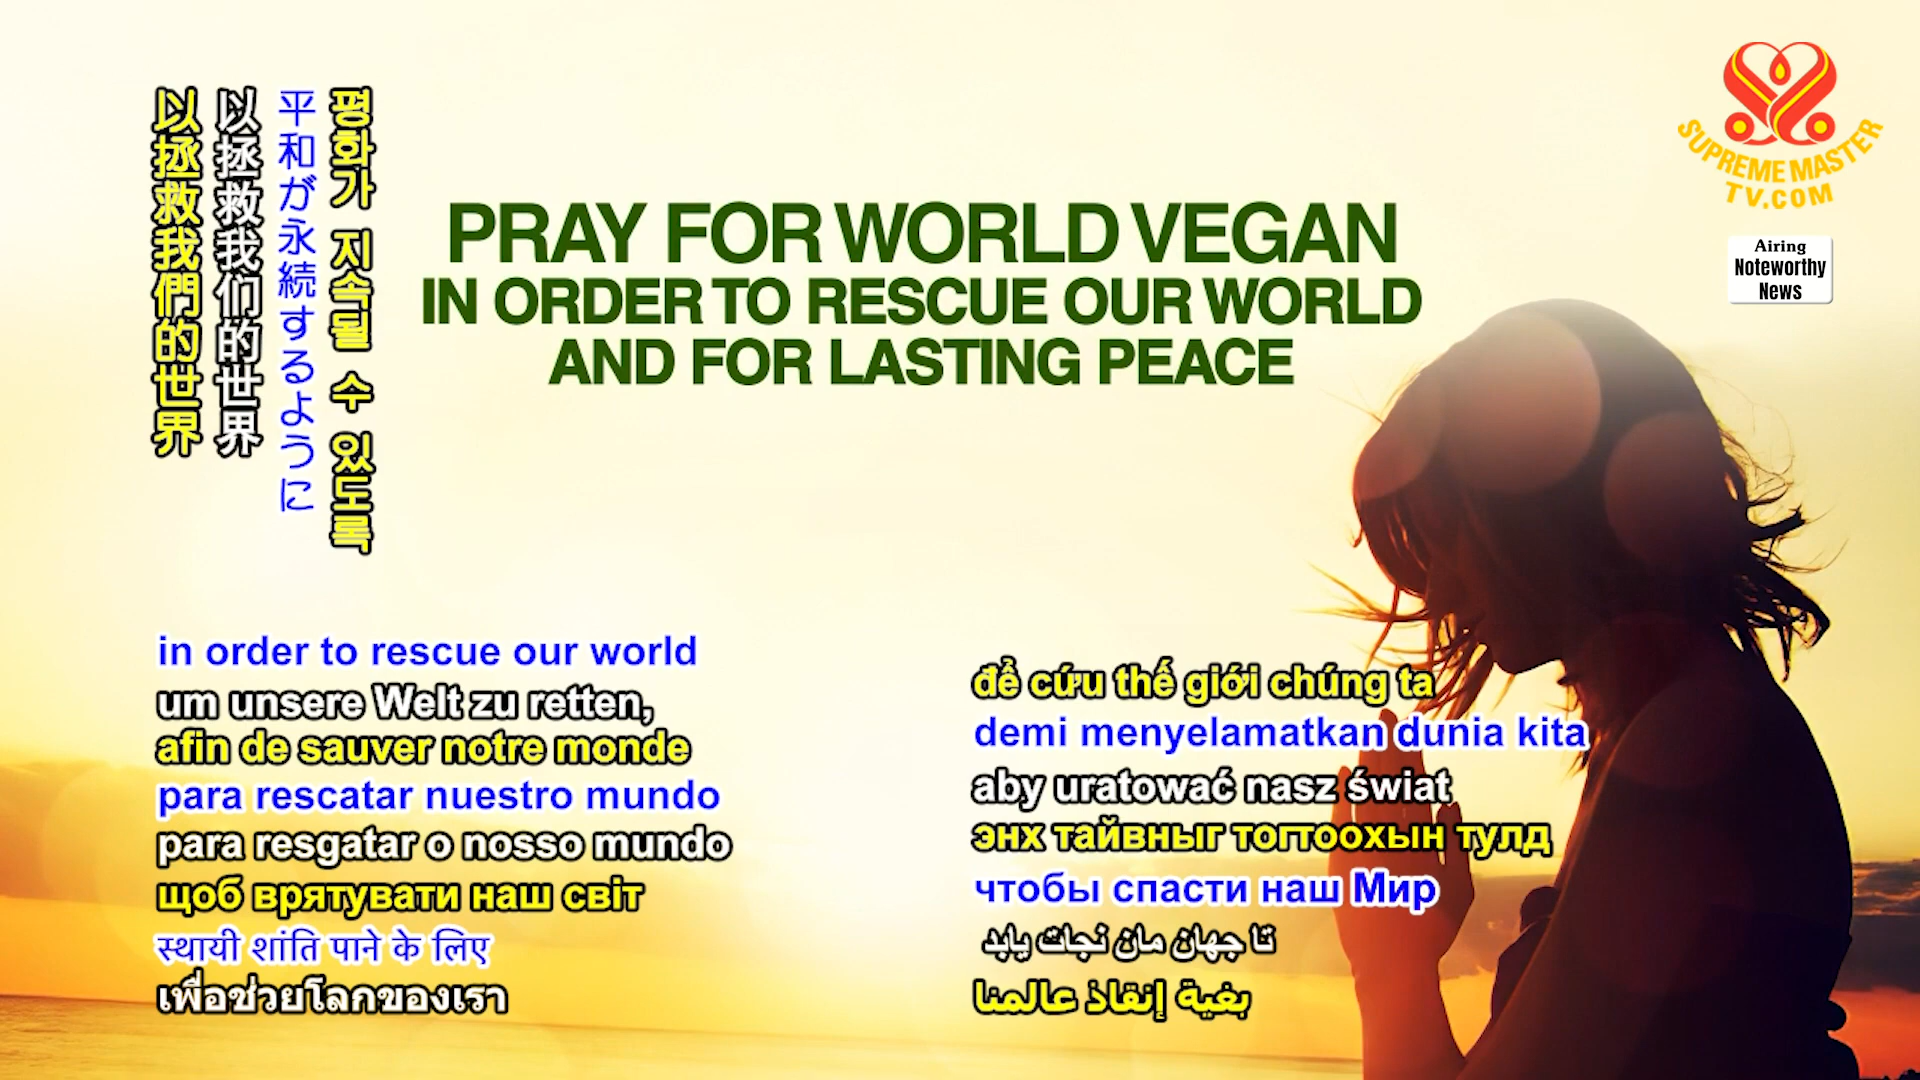 以拯救我們的世界
以拯救我们的世界
平和が永続するように
평화가 지속될 수 있도록
PRAY FOR WORLD VEGAN
IN ORDER TO RESCUE OUR WORLD
AND FOR LASTING PEACE
SUPREME MASTER
TV.COM
Airing
Noteworthy
News
in order to rescue our world
um unsere Welt zu retten,
afin de sauver notre monde
para rescatar nuestro mundo
para resgatar o nosso mundo
щоб врятувати наш світ
स्थायी शांति पाने के लिए
เพื่อช่วยโลกของเรา
để cứu thế giới chúng ta
demi menyelamatkan dunia kita
aby uratować nasz świat
энх тайвныг тогтоохын тулд
чтобы спасти наш Мир
تا جهان مان نجات یابد
بغية إنقاذ عالمنا